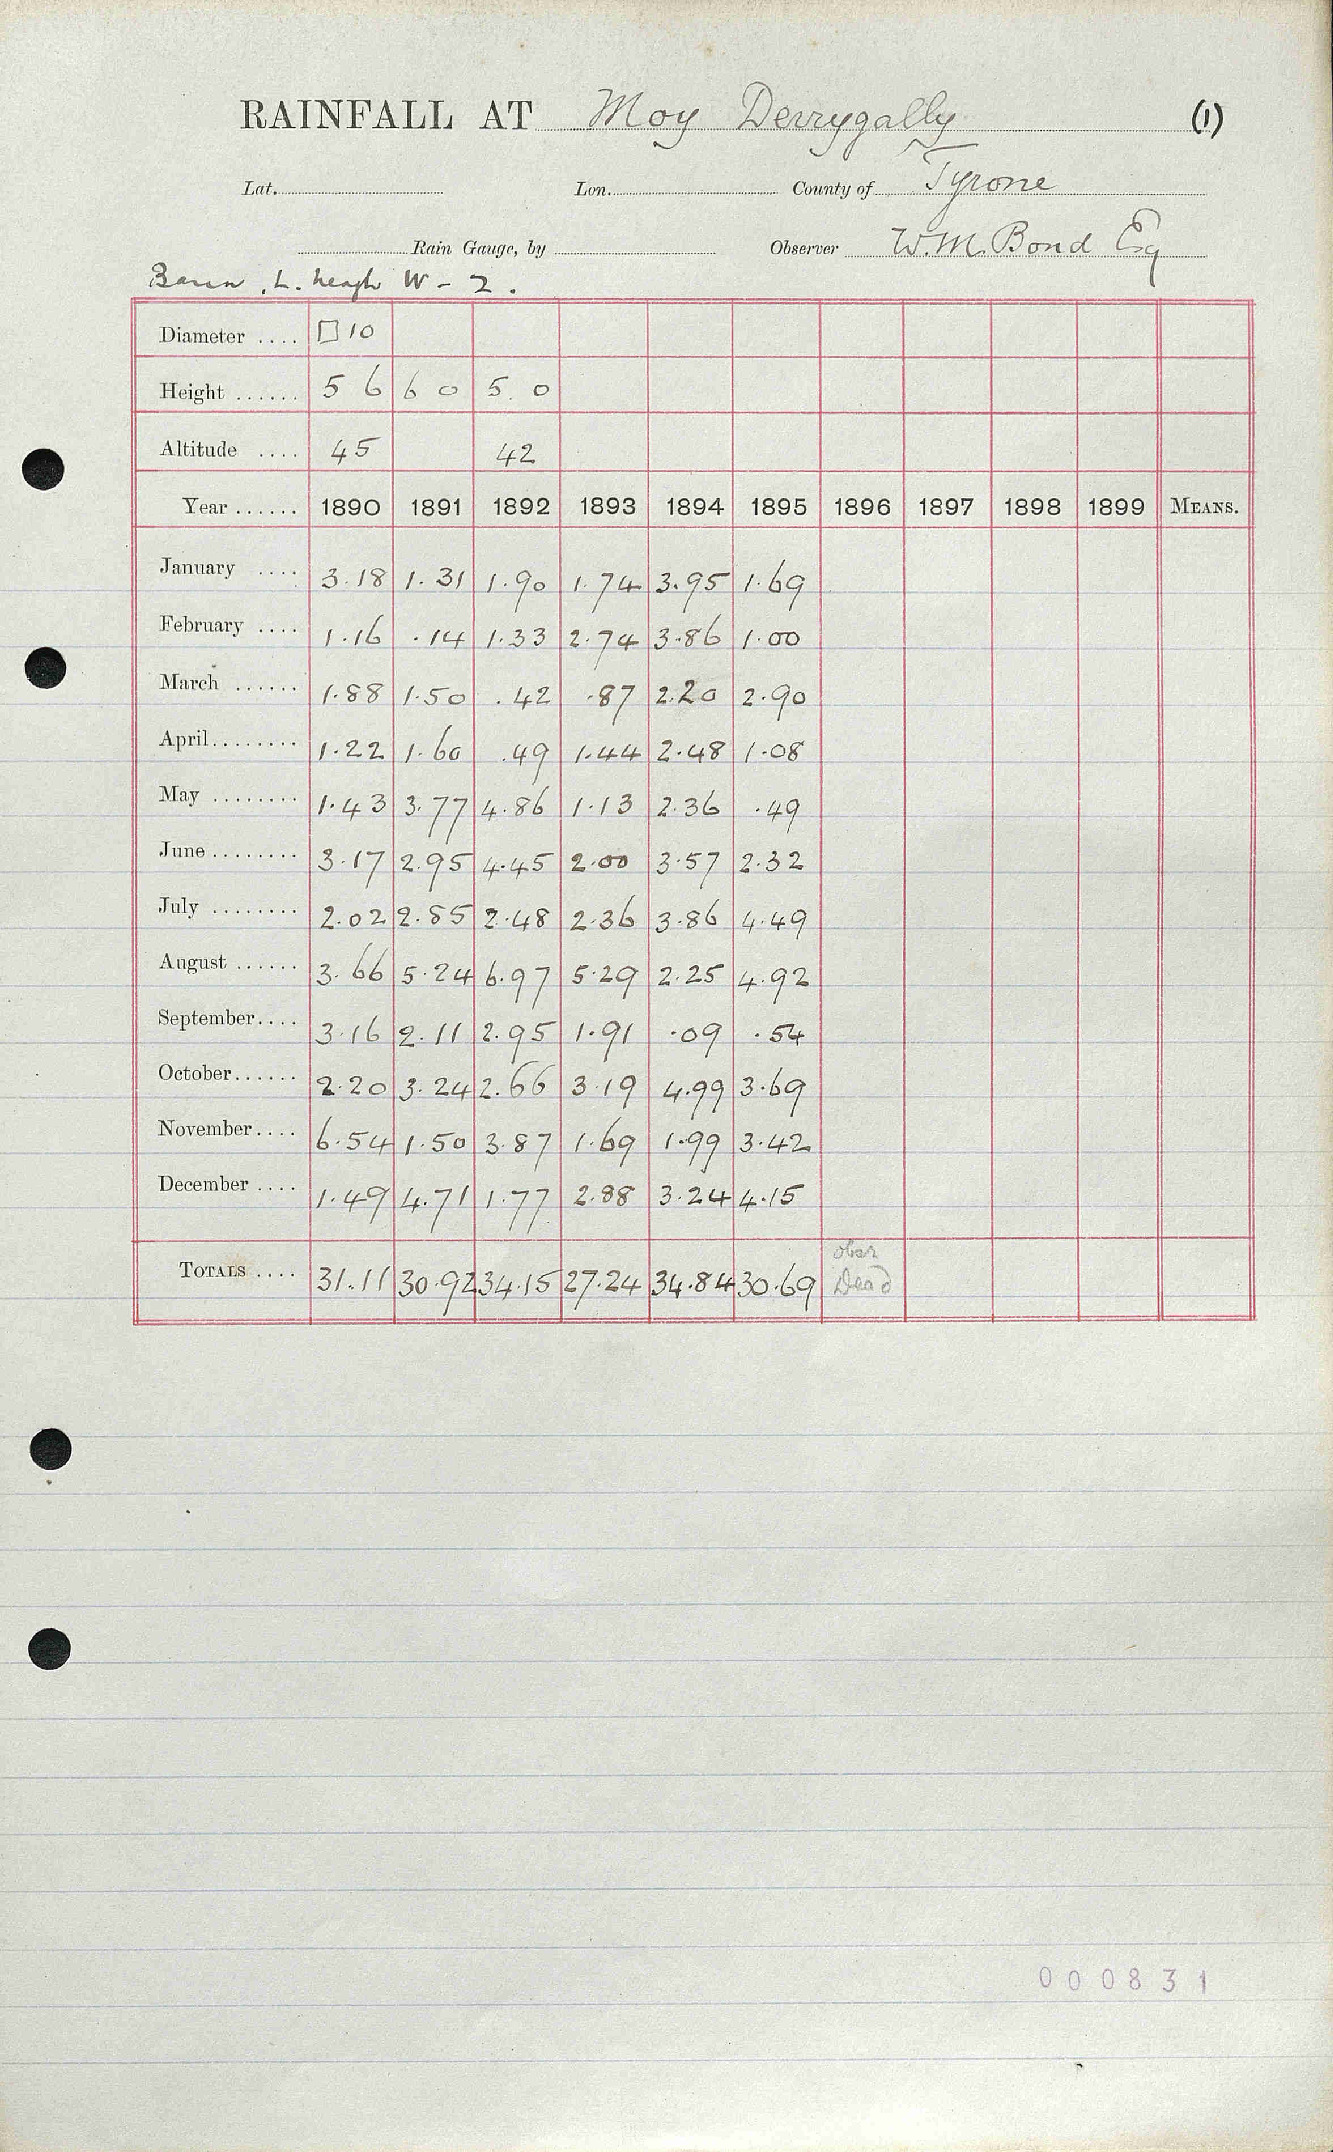 RAINFALL AT Moy Derrygally (1)
Lat. Lon. County of Tyrone
Rain Gauge, by Observer W.M. Bond Esq
L. Neagh W - 2.
Diameter .... □ 10
Height ...... 5 6 6 0 5. 0
Altitude .... 45 42
Year ...... 1890 1891 1892 1893 1894 1895 1896 1897 1898 1899 MEANS.
January .... 3.18 1.31 1.90 1.74 3.95 1.69
February .... 1.16 .14 1.33 2.74 3.86 1.00
March ...... 1.88 1.50 .42 .87 2.20 2.90
April........ 1.22 1.60 .49 1.44 2.48 1.08
May ........ 1.43 3.77 4.86 1.13 2.36 .49
June........ 3.17 2.95 4.45 2.00 3.57 2.32
July ........ 2.02 2.85 2.48 2.36 3.86 4.49
August ...... 3.66 5.24 6.97 5.29 2.25 4.92
September.... 3.16 2.11 2.95 1.91 .09 .54
October...... 2.20 3.24 2.66 3.19 4.99 3.69
November.... 6.54 1.50 3.87 1.69 1.99 3.42
December .... 1.49 4.71 1.77 2.88 3.24 4.15
obsr
TOTALS .... 31.11 30.92 34.15 27.24 34.84 30.69 Dead
000831